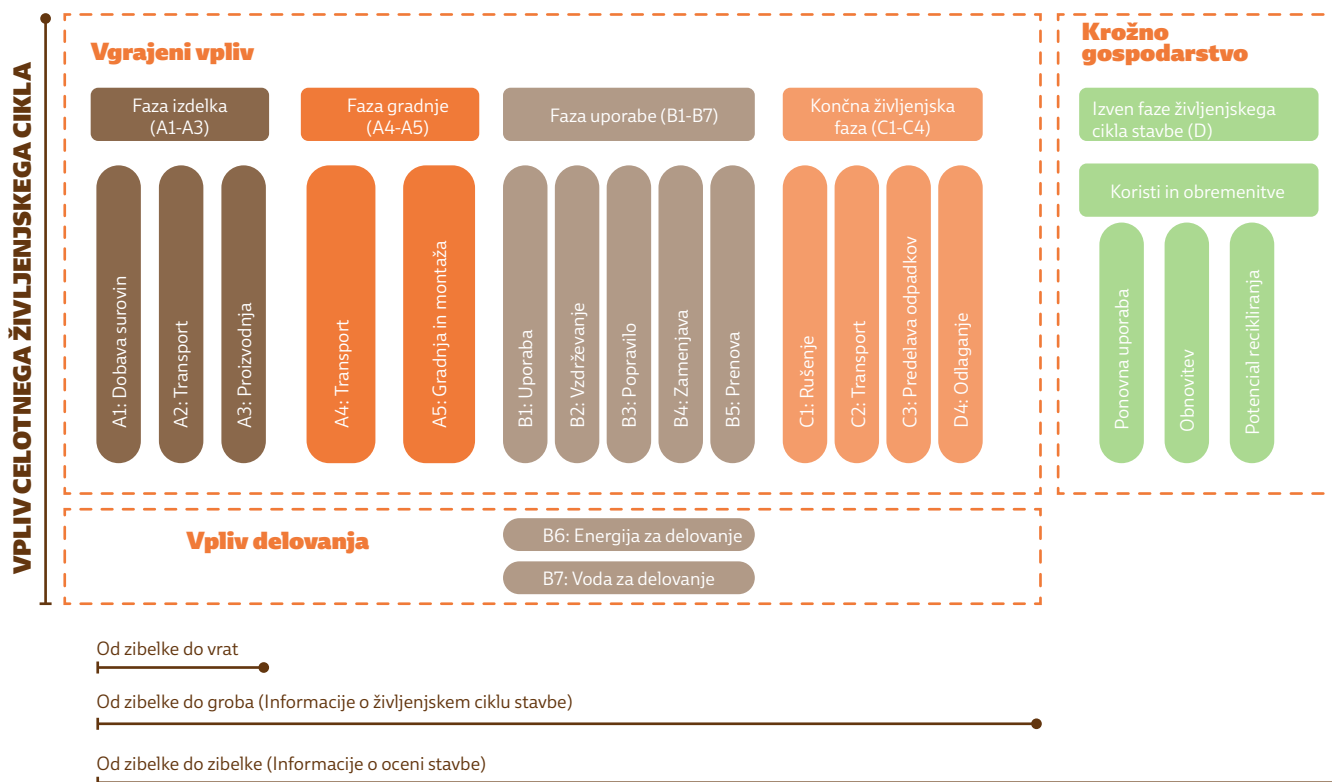 VPLIV CELOTNEGA ŽIVLJENJSKEGA CIKLA
Vgrajeni vpliv
Faza izdelka
(A1-A3)
A1: Dobava surovin
A2: Transport
A3: Proizvodnja
Faza gradnje
(A4-A5)
A4: Transport
A5: Gradnja in montaža
Faza uporabe (B1-B7)
B1: Uporaba
B2: Vzdrževanje
B3: Popravilo
B4: Zamenjava
B5: Prenova
Končna življenjska
faza (C1-C4)
C1: Rušenje
C2: Transport
C3: Predelava odpadkov
D4: Odlaganje
Krožno
gospodarstvo
Izven faze življenjskega
cikla stavbe (D)
Koristi in obremenitve
Ponovna uporaba
Obnovitev
Potencial recikliranja
Vpliv delovanja
B6: Energija za delovanje
B7: Voda za delovanje
Od zibelke do vrat
Od zibelke do groba (Informacije o življenjskem ciklu stavbe)
Od zibelke do zibelke (Informacije o oceni stavbe)